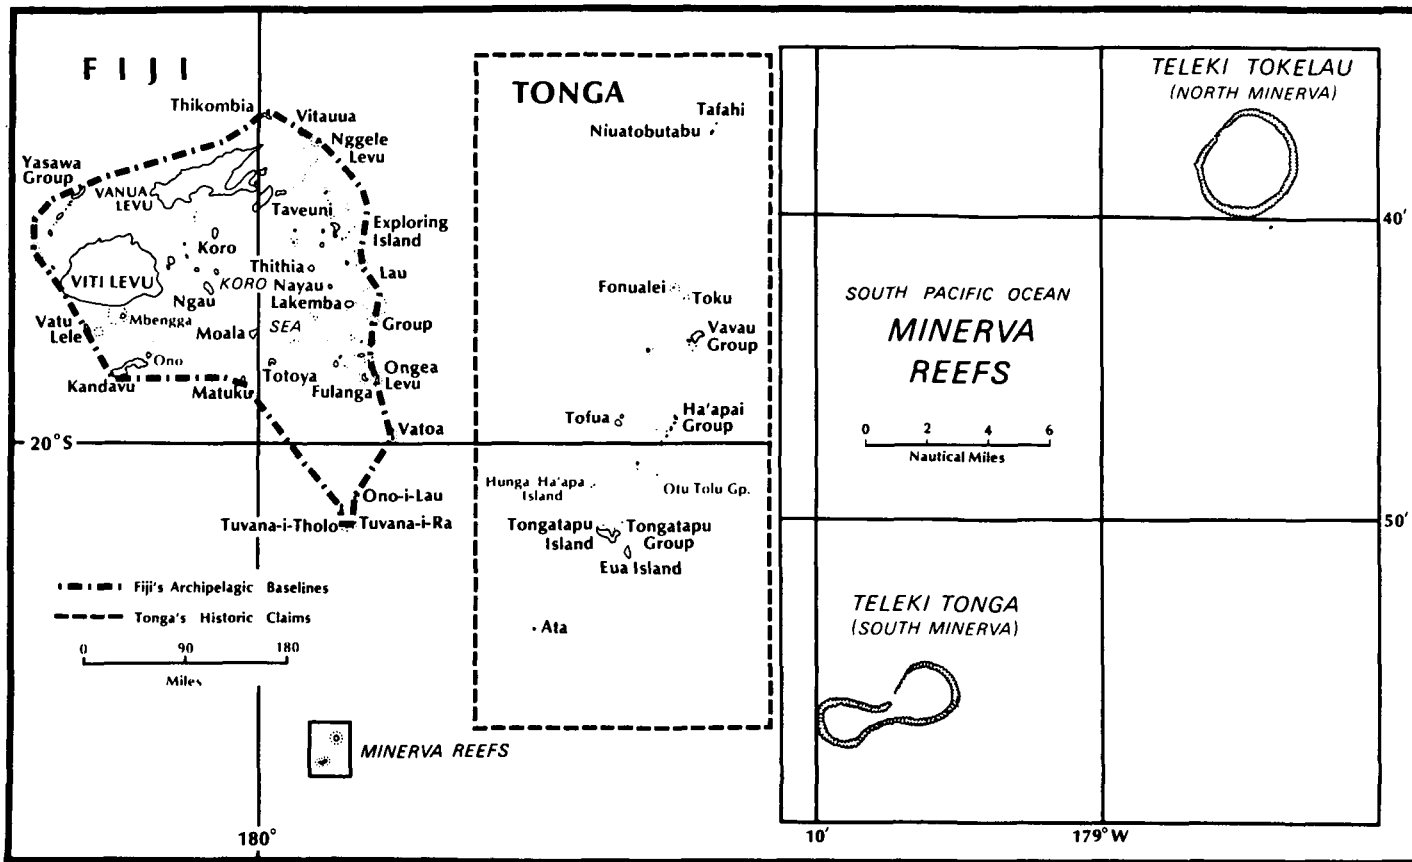 FIJI
Thikombia
Vitauua
Nggele
Levu
Yasawa
Group
VANUA
LEVU
Taveuni
Exploring
Island
Koro
VITI LEVU
Thithia
Lau
KORO
Nayau
Ngau
Lakemba
Mbengga
SEA
Group
Vatu
Lele
Moala
Ono
Kandavu
Totoya
Ongea
Levu
Matuku
Fulanga
Vatoa
20°S
Ono-i-Lau
Tuvana-i-Tholo
Tuvana-i-Ra
Fiji's Archipelagic Baselines
Tonga's Historic Claims
0 90 180
Miles
MINERVA REEFS
180°
TONGA
Tafahi
Niuatobutabu
Fonualei
Toku
Vavau
Group
Tofua
Ha'apai
Group
Hunga Ha'apa
Island
Otu Tolu Gp.
Tongatapu
Island
Tongatapu
Group
Eua Island
Ata
TELEKI TOKELAU
(NORTH MINERVA)
40'
SOUTH PACIFIC OCEAN
MINERVA
REEFS
0 2 4 6
Nautical Miles
50'
TELEKI TONGA
(SOUTH MINERVA)
10'
179°W